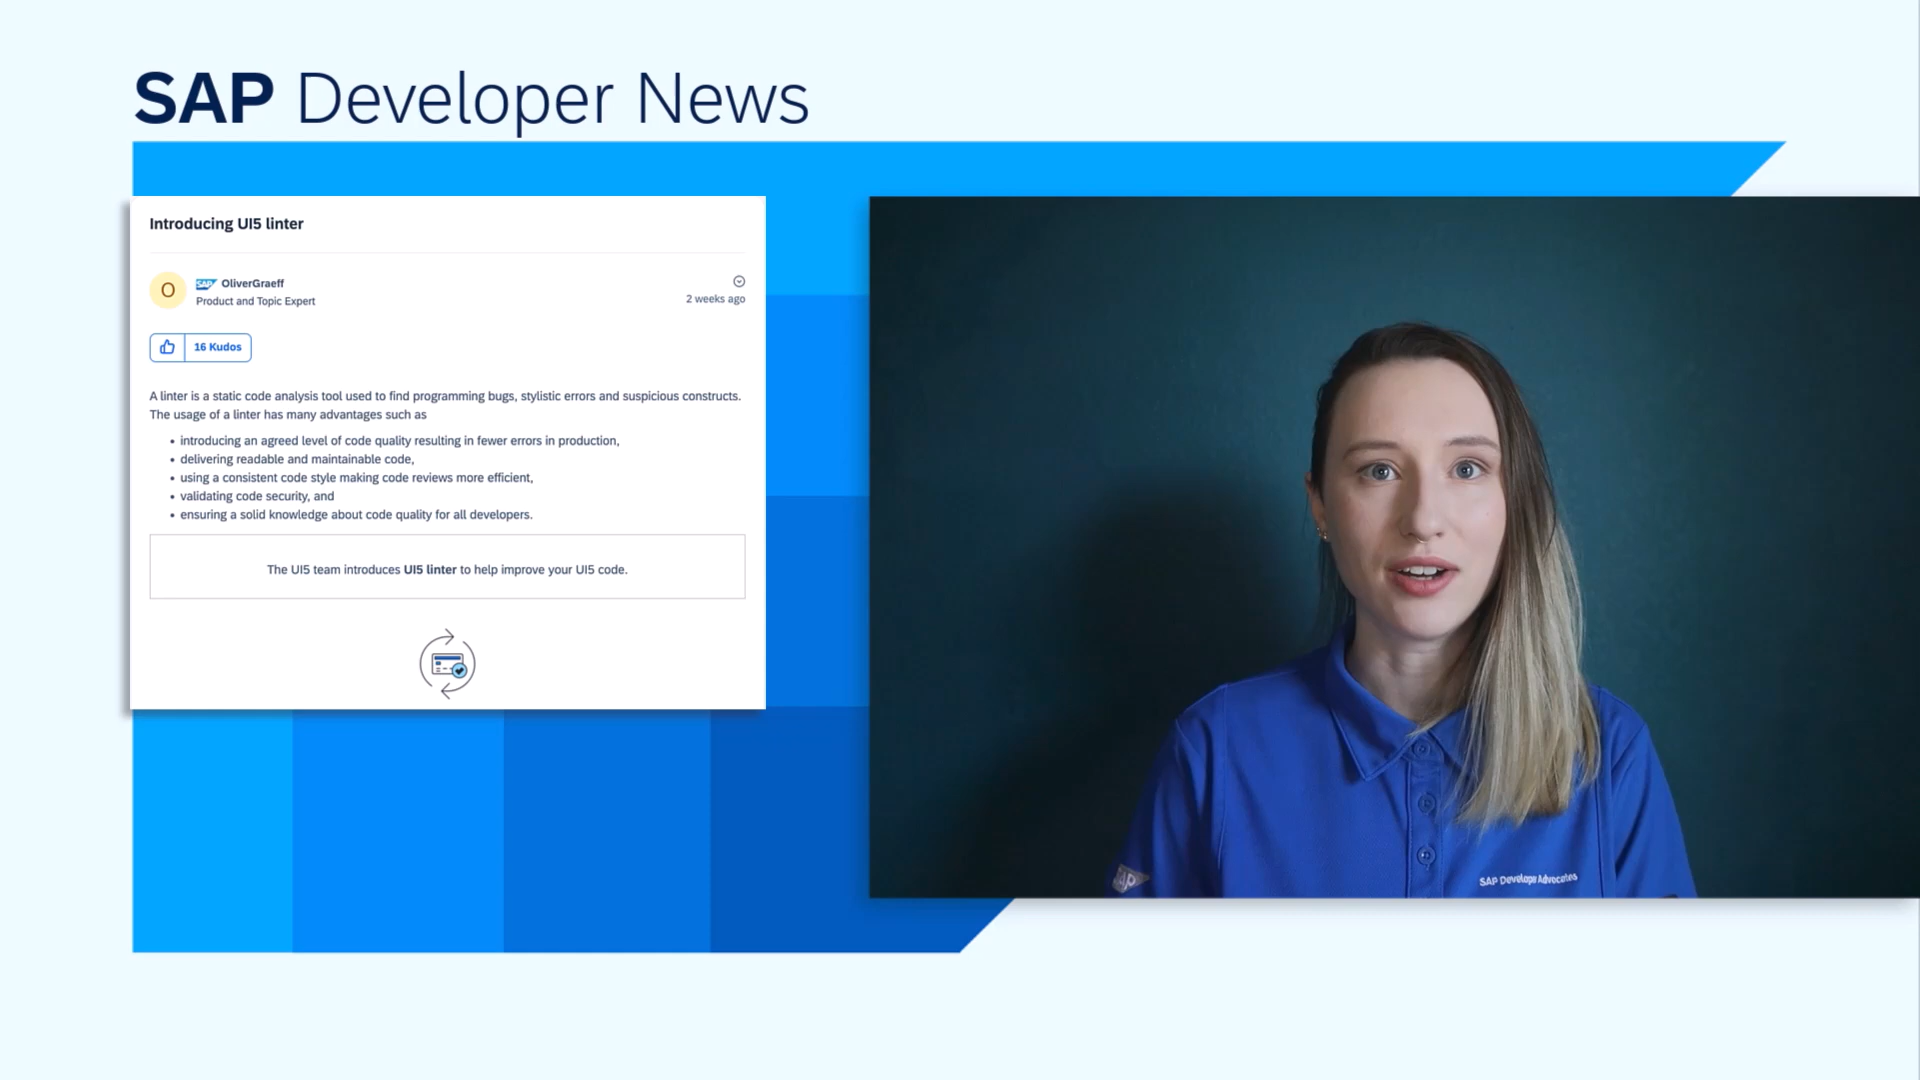 SAP Developer News
Introducing UI5 linter
O
SAP OliverGraeff
Product and Topic Expert
2 weeks ago
16 Kudos
A linter is a static code analysis tool used to find programming bugs, stylistic errors and suspicious constructs.
The usage of a linter has many advantages such as
• introducing an agreed level of code quality resulting in fewer errors in production,
• delivering readable and maintainable code,
• using a consistent code style making code reviews more efficient,
• validating code security, and
• ensuring a solid knowledge about code quality for all developers.
The UI5 team introduces UI5 linter to help improve your UI5 code.
SAP
SAP Developer Advocates